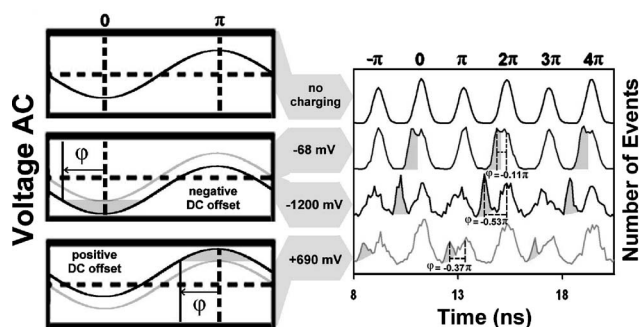 0 π
Voltage AC
φ
negative
DC offset
positive
DC offset
φ
no
charging
-68 mV
-1200 mV
+690 mV
-π 0 π 2π 3π 4π
φ= -0.11π
φ= -0.53π
φ= -0.37π
8 13 18
Time (ns)
Number of Events